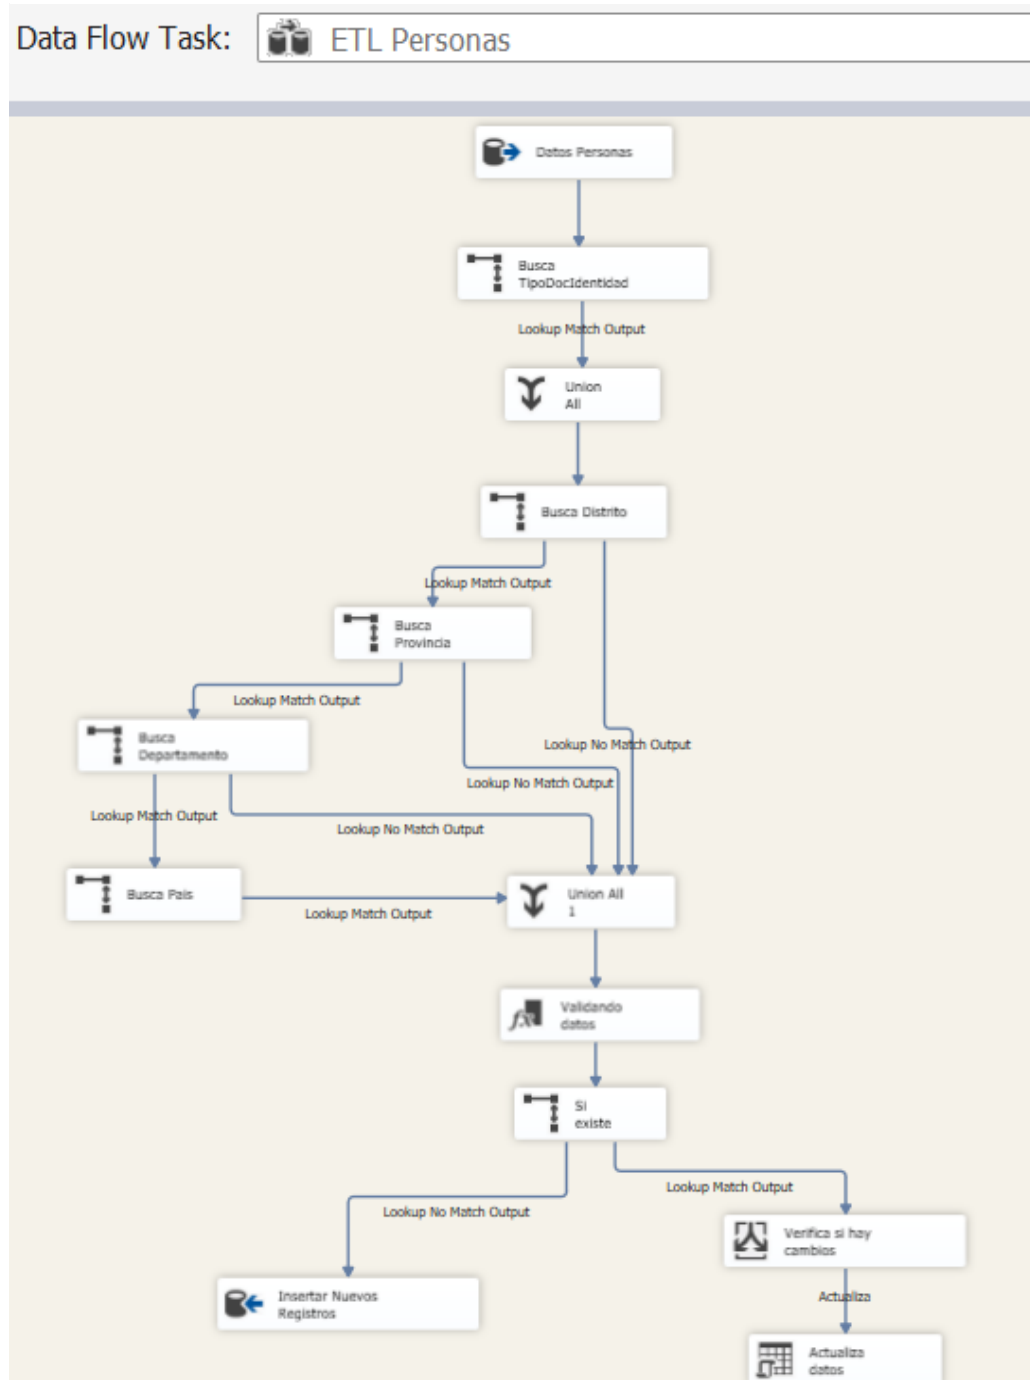 Data Flow Task: ETL Personas
Datos Personas
Busca
TipoDocIdentidad
Lookup Match Output
Union
All
Busca Distrito
Lookup Match Output
Busca
Provincia
Lookup Match Output
Busca
Departamento
Lookup No Match Output
Lookup No Match Output
Lookup Match Output
Lookup No Match Output
Busca Pais
Lookup Match Output
Union All
1
Validando
datos
Si
existe
Lookup Match Output
Lookup No Match Output
Verifica si hay
cambios
Actualiza
Insertar Nuevos
Registros
Actualiza
datos